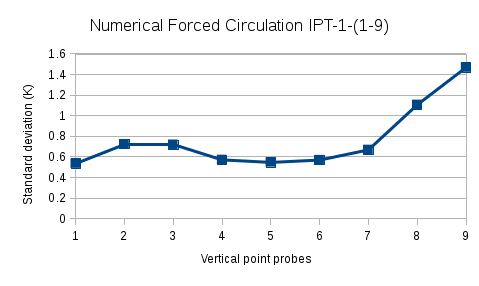 Numerical Forced Circulation IPT-1-(1-9)
1.6
1.4
1.2
1
0.8
0.6
0.4
0.2
0
Standard deviation (K)
1 2 3 4 5 6 7 8 9
Vertical point probes